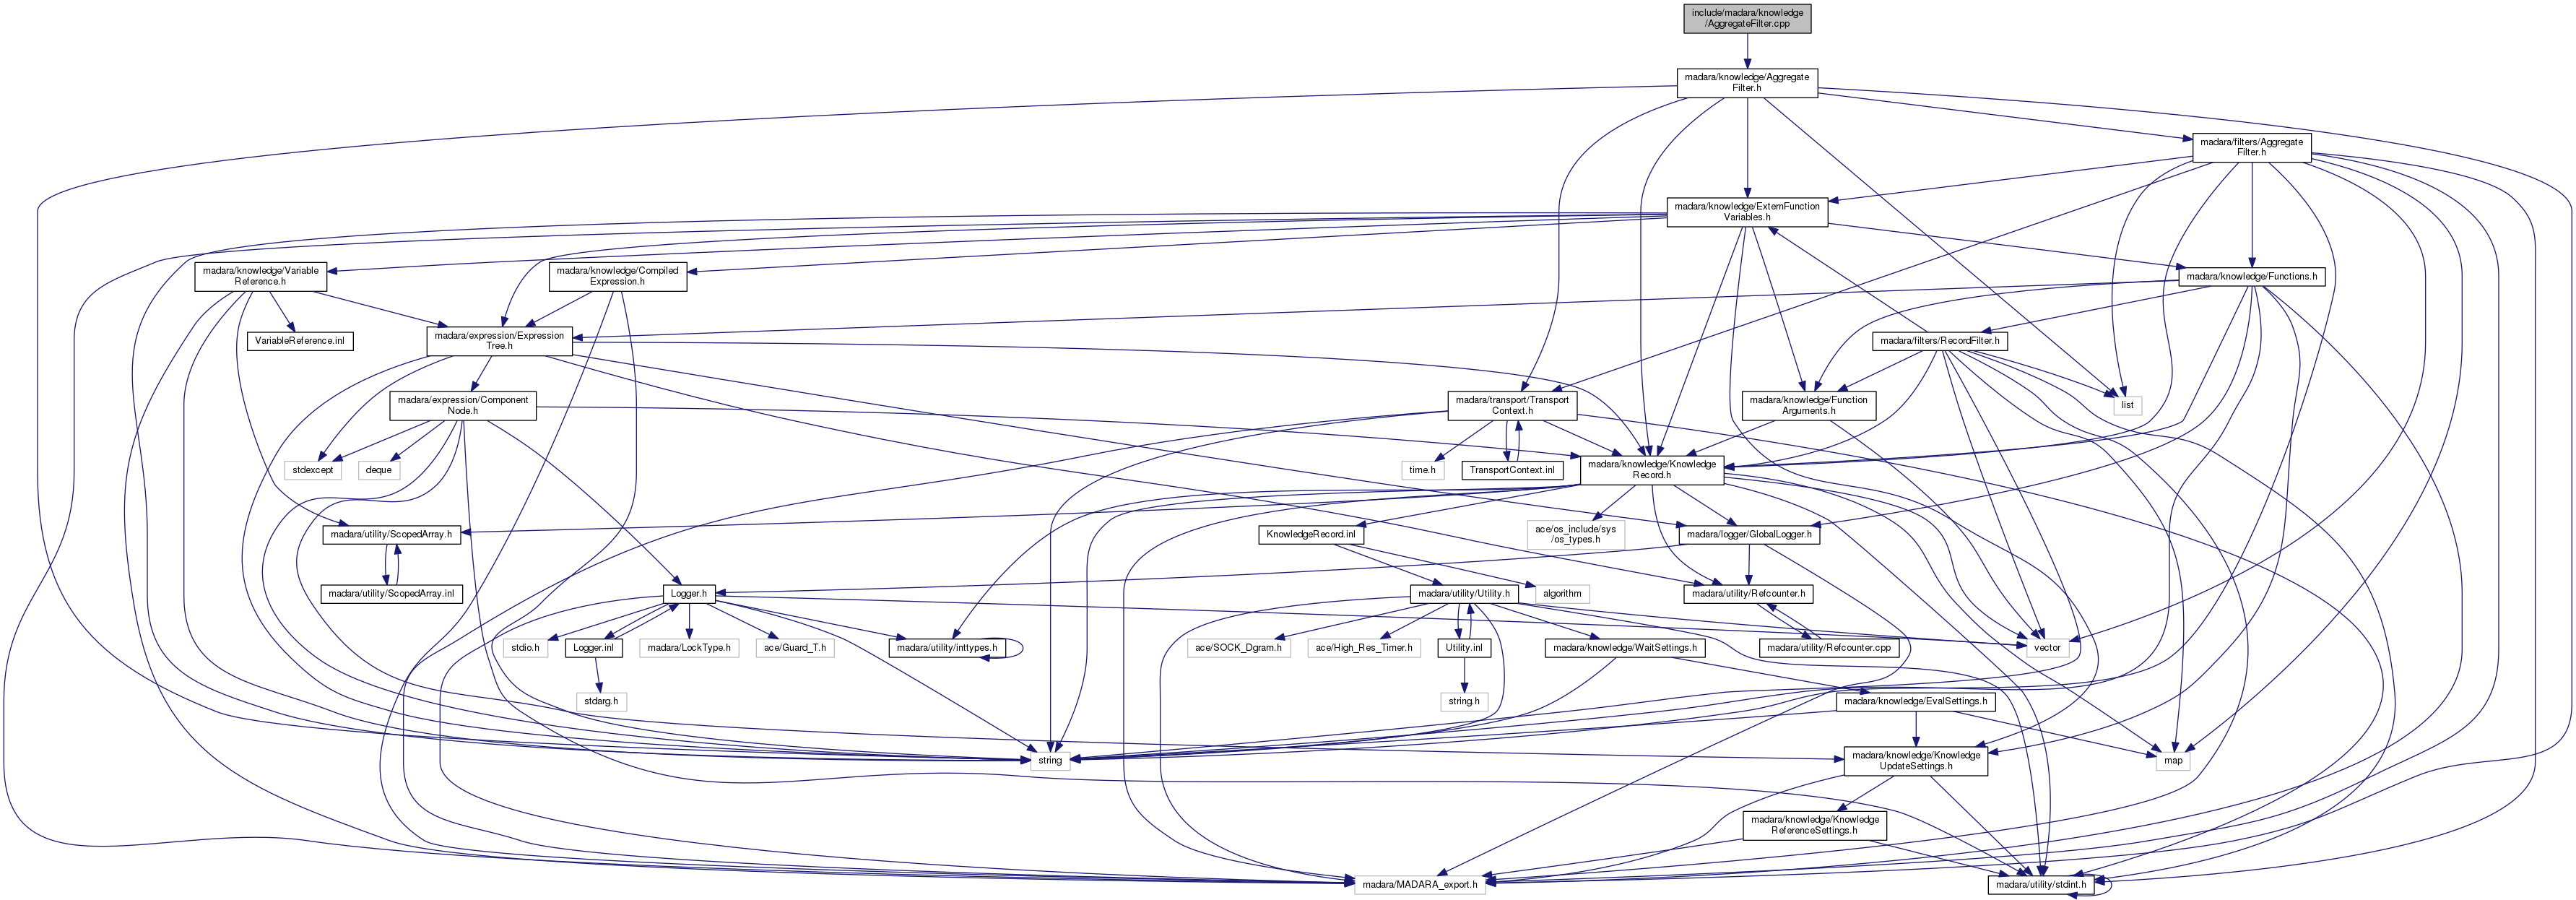 include/madara/knowledge
/AggregateFilter.cpp
madara/knowledge/Aggregate
Filter.h
madara/filters/Aggregate
Filter.h
madara/knowledge/ExternFunction
Variables.h
madara/knowledge/Variable
Reference.h
madara/knowledge/Compiled
Expression.h
madara/knowledge/Functions.h
VariableReference.inl
madara/expression/Expression
Tree.h
madara/filters/RecordFilter.h
madara/expression/Component
Node.h
madara/transport/Transport
Context.h
madara/knowledge/Function
Arguments.h
list
stdexcept
deque
time.h
TransportContext.inl
madara/knowledge/Knowledge
Record.h
madara/utility/ScopedArray.h
KnowledgeRecord.inl
ace/os_include/sys
/os_types.h
madara/logger/GlobalLogger.h
madara/utility/ScopedArray.inl
Logger.h
madara/utility/Utility.h
algorithm
madara/utility/Refcounter.h
stdio.h
Logger.inl
madara/LockType.h
ace/Guard_T.h
madara/utility/inttypes.h
ace/SOCK_Dgram.h
ace/High_Res_Timer.h
Utility.inl
madara/knowledge/WaitSettings.h
madara/utility/Refcounter.cpp
vector
stdarg.h
string.h
madara/knowledge/EvalSettings.h
string
madara/knowledge/Knowledge
UpdateSettings.h
map
madara/knowledge/Knowledge
ReferenceSettings.h
madara/MADARA_export.h
madara/utility/stdint.h